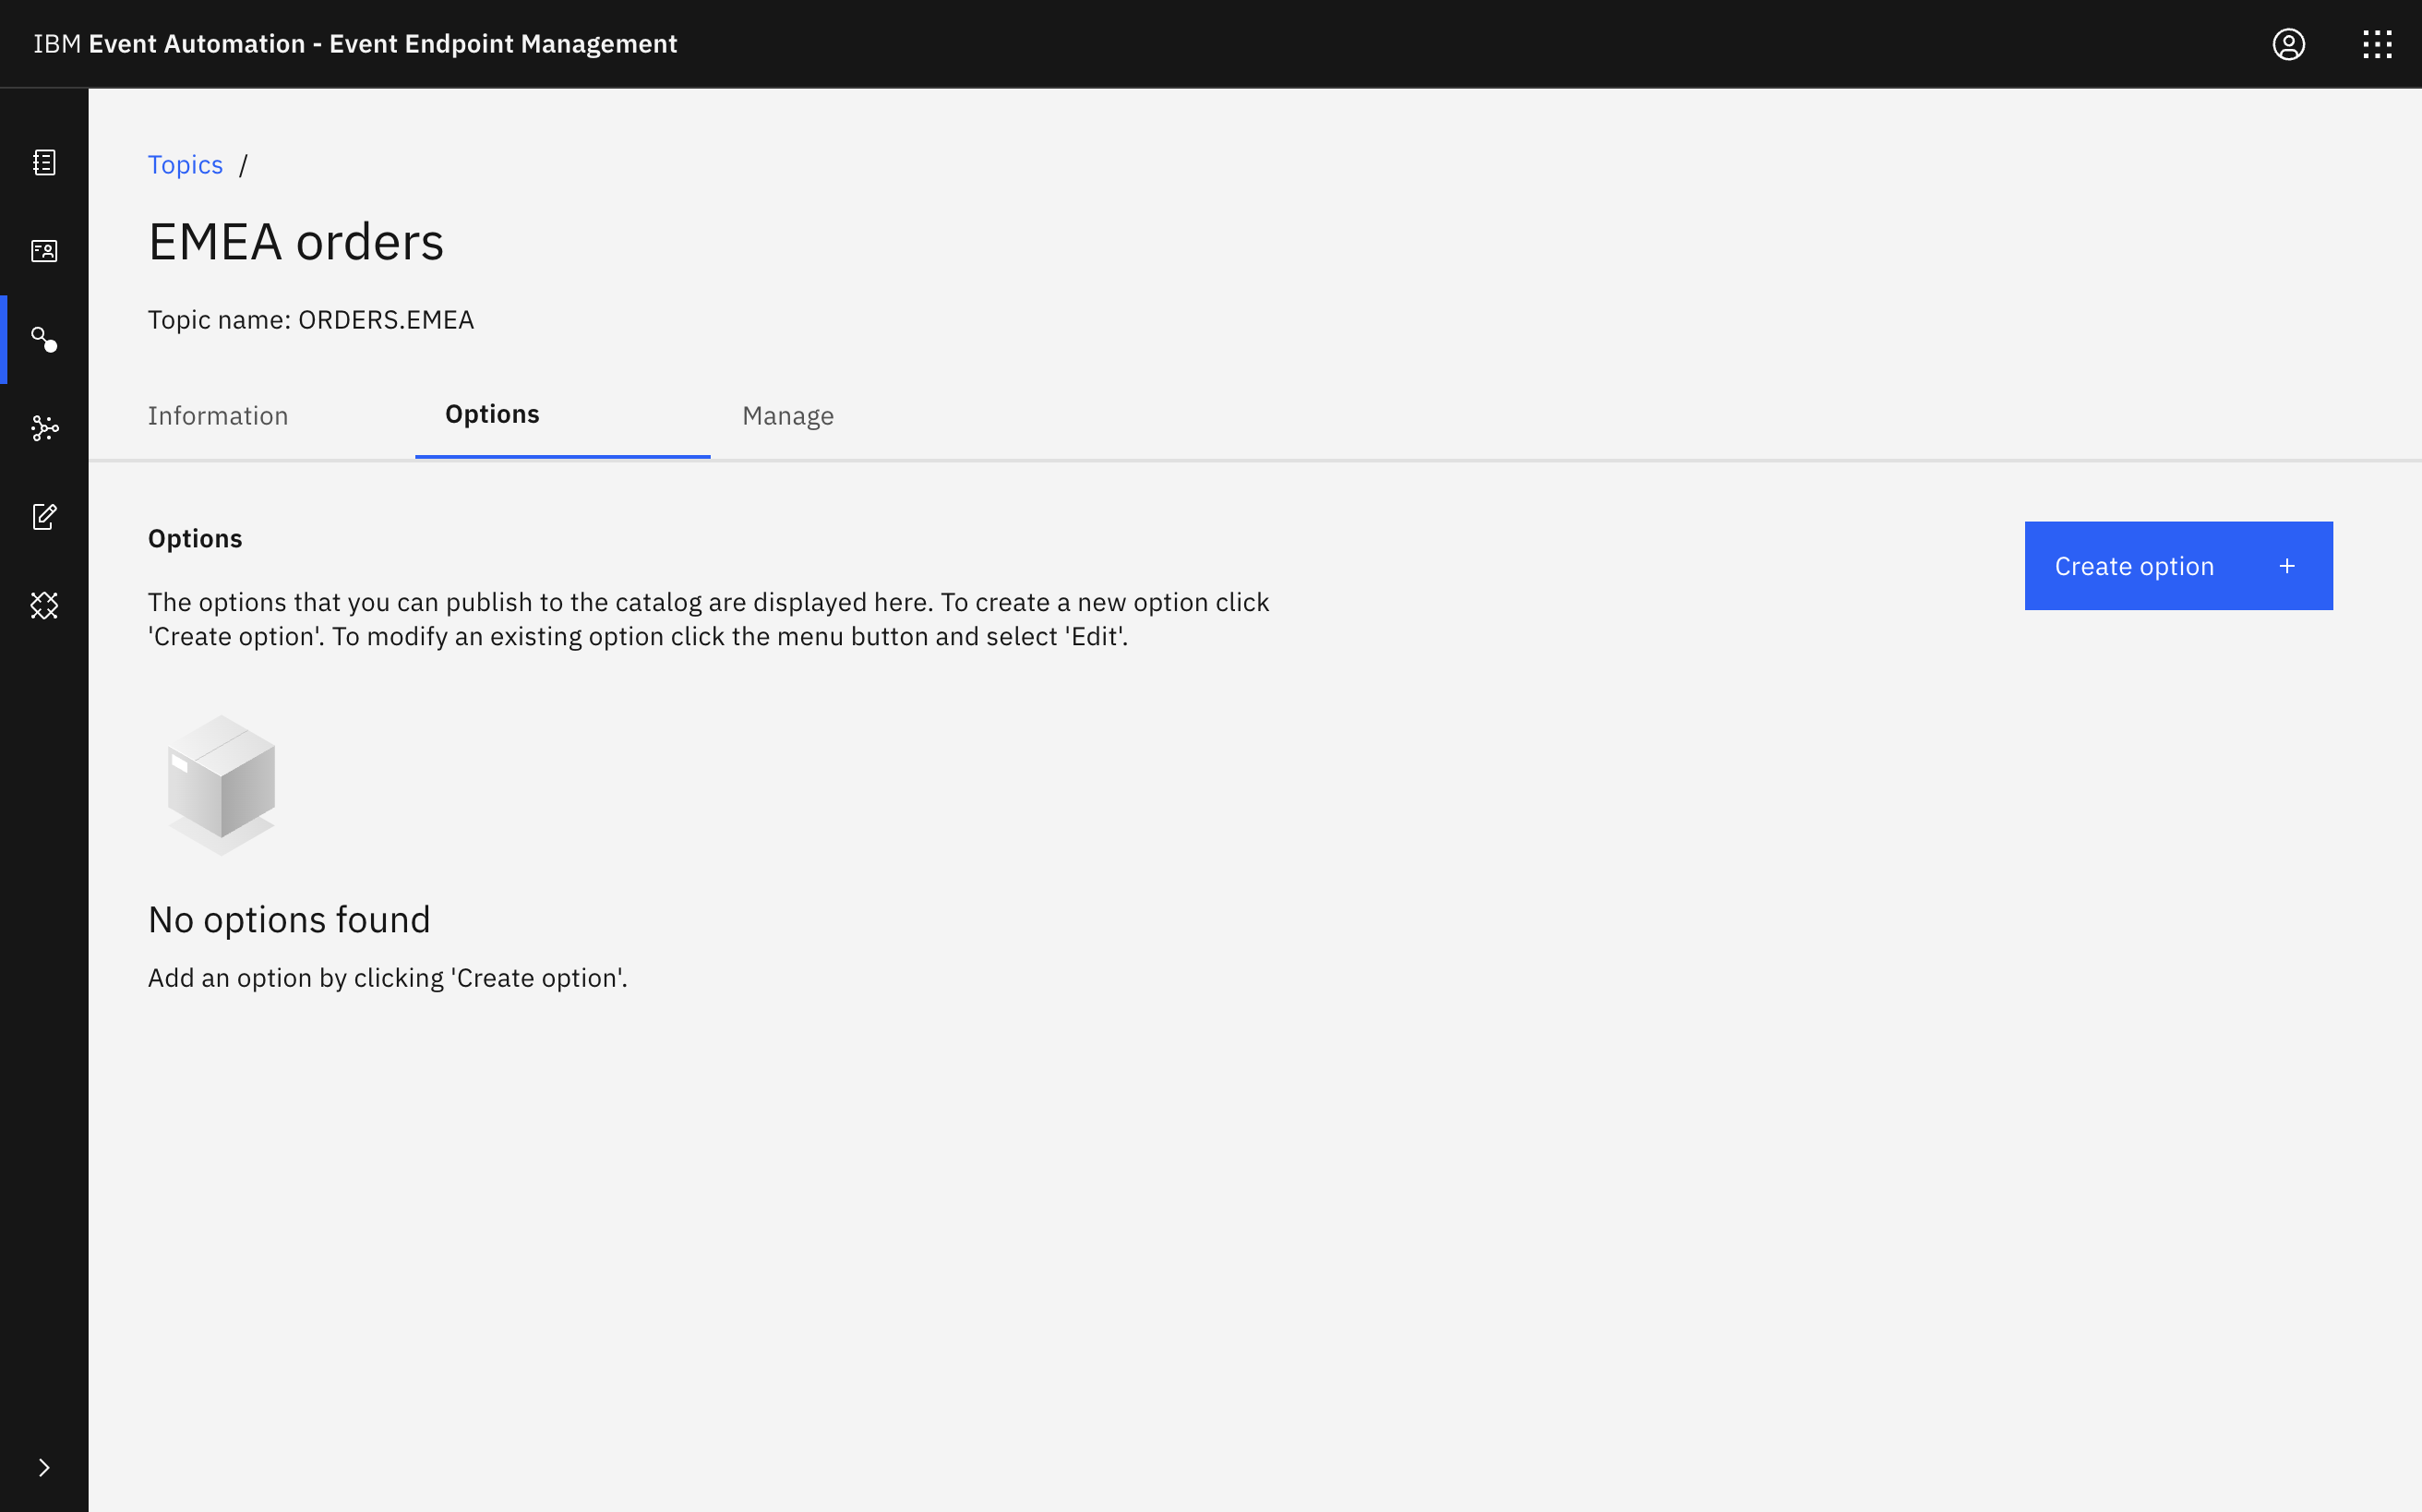 IBM Event Automation - Event Endpoint Management
Topics /
EMEA orders
Topic name: ORDERS.EMEA
Information Options Manage
Options
Create option +
The options that you can publish to the catalog are displayed here. To create a new option click
'Create option'. To modify an existing option click the menu button and select 'Edit'.
No options found
Add an option by clicking 'Create option'.